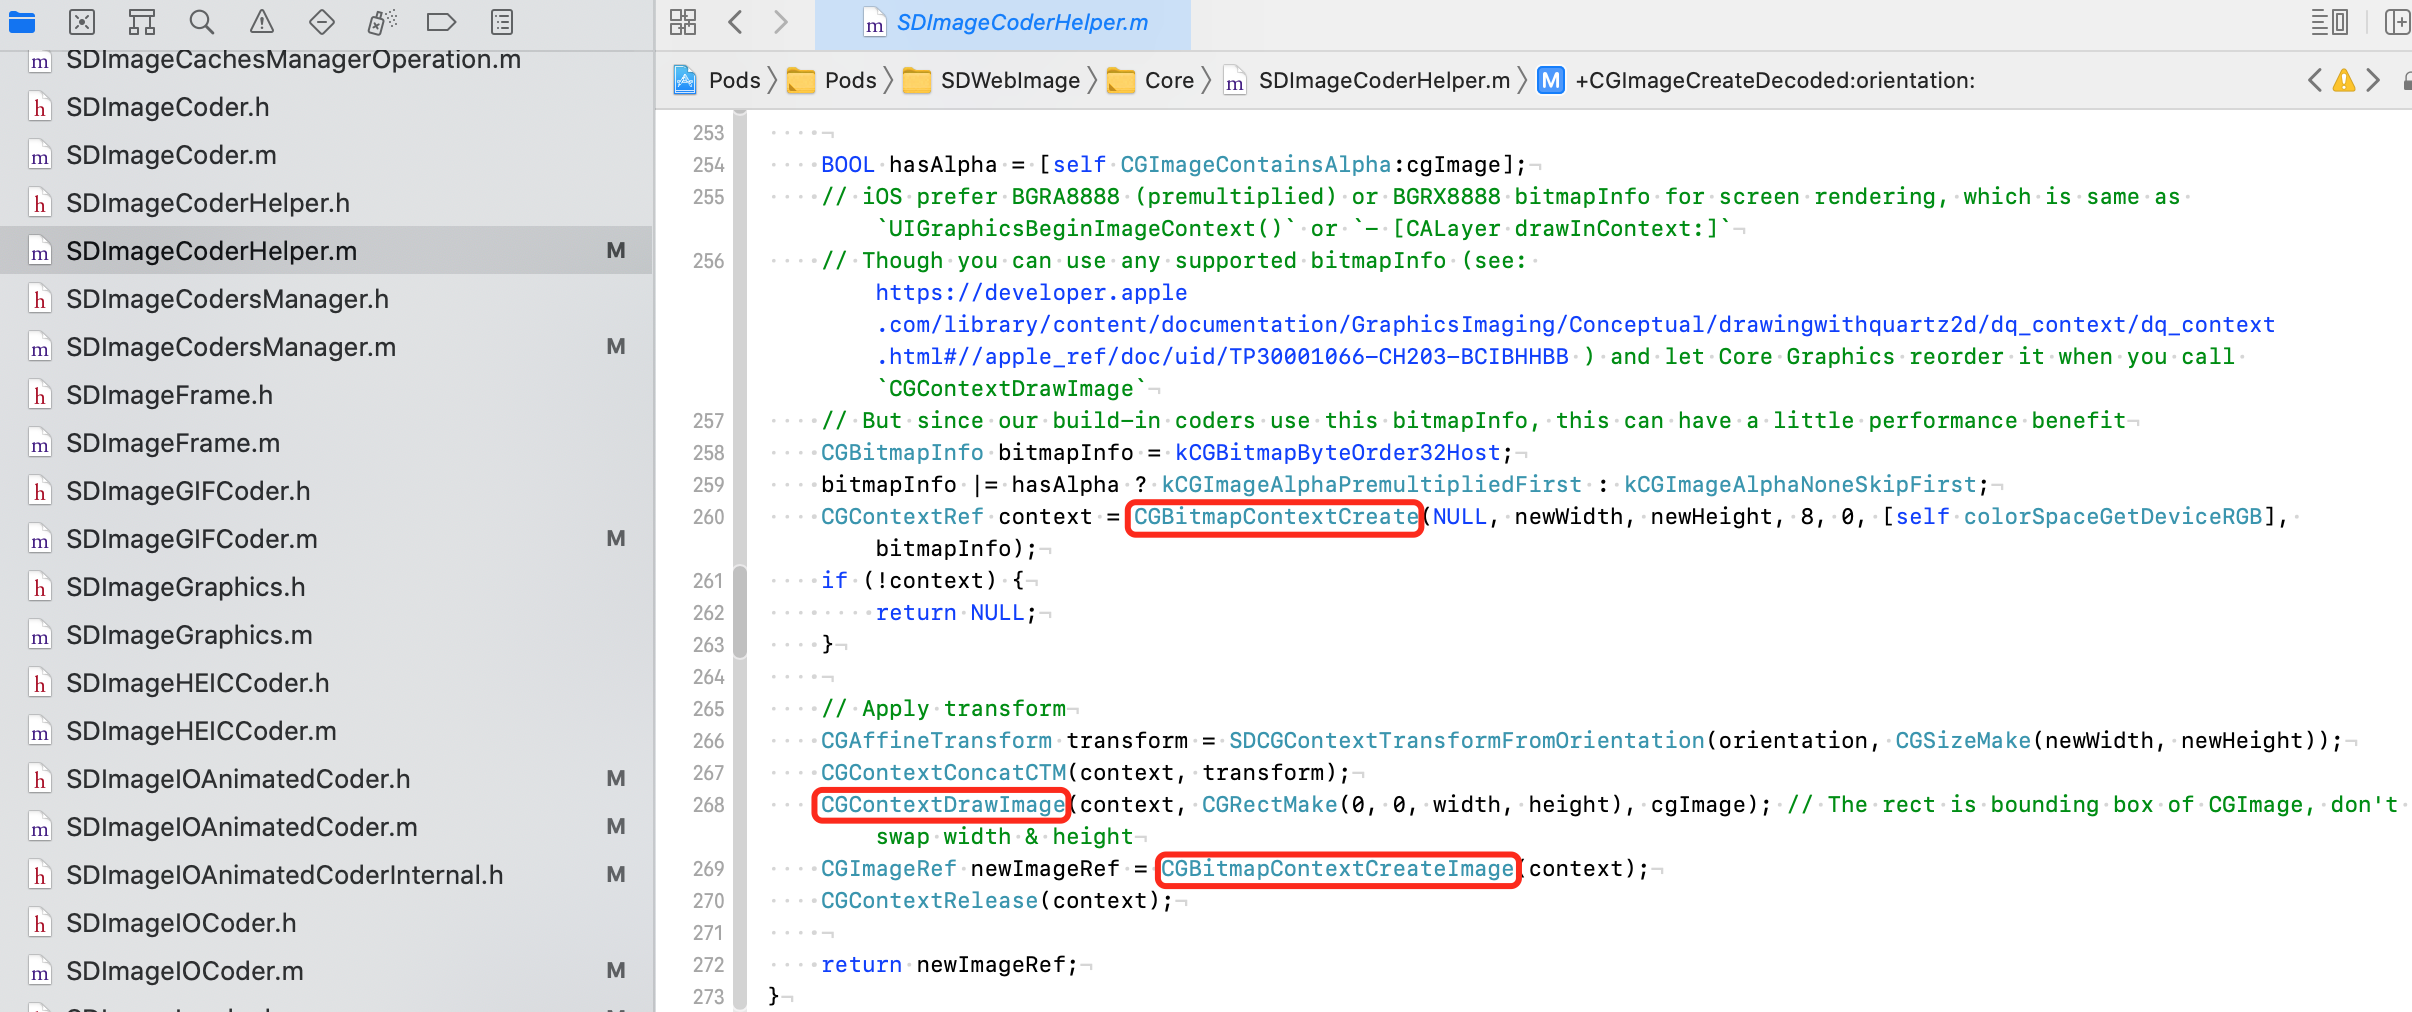 SDImageCachesManagerOperation.m
SDImageCoder.h
SDImageCoder.m
SDImageCoderHelper.h
SDImageCoderHelper.m M
SDImageCodersManager.h
SDImageCodersManager.m M
SDImageFrame.h
SDImageFrame.m
SDImageGIFCoder.h
SDImageGIFCoder.m M
SDImageGraphics.h
SDImageGraphics.m
SDImageHEICCoder.h
SDImageHEICCoder.m
SDImageIOAnimatedCoder.h M
SDImageIOAnimatedCoder.m M
SDImageIOAnimatedCoderInternal.h M
SDImageIOCoder.h
SDImageIOCoder.m M
SDImageCoderHelper.m
Pods 〉 Pods 〉 SDWebImage 〉 Core 〉 SDImageCoderHelper.m 〉 M +CGImageCreateDecoded:orientation:
253
254 BOOL hasAlpha = [self CGImageContainsAlpha:cgImage];
255 // iOS prefer BGRA8888 (premultiplied) or BGRX8888 bitmapInfo for screen rendering, which is same as
`UIGraphicsBeginImageContext()` or `- [CALayer drawInContext:]`
256 // Though you can use any supported bitmapInfo (see:
https://developer.apple
.com/library/content/documentation/GraphicsImaging/Conceptual/drawingwithquartz2d/dq_context/dq_context
.html#//apple_ref/doc/uid/TP30001066-CH203-BCIBHHBB ) and let Core Graphics reorder it when you call
`CGContextDrawImage`
257 // But since our build-in coders use this bitmapInfo, this can have a little performance benefit
258 CGBitmapInfo bitmapInfo = kCGBitmapByteOrder32Host;
259 bitmapInfo |= hasAlpha ? kCGImageAlphaPremultipliedFirst : kCGImageAlphaNoneSkipFirst;
260 CGContextRef context = CGBitmapContextCreate(NULL, newWidth, newHeight, 8, 0, [self colorSpaceGetDeviceRGB],
bitmapInfo);
261 if (!context) {
262 return NULL;
263 }
264
265 // Apply transform
266 CGAffineTransform transform = SDCGContextTransformFromOrientation(orientation, CGSizeMake(newWidth, newHeight));
267 CGContextConcatCTM(context, transform);
268 CGContextDrawImage(context, CGRectMake(0, 0, width, height), cgImage); // The rect is bounding box of CGImage, don't
swap width & height
269 CGImageRef newImageRef = CGBitmapContextCreateImage(context);
270 CGContextRelease(context);
271
272 return newImageRef;
273 }